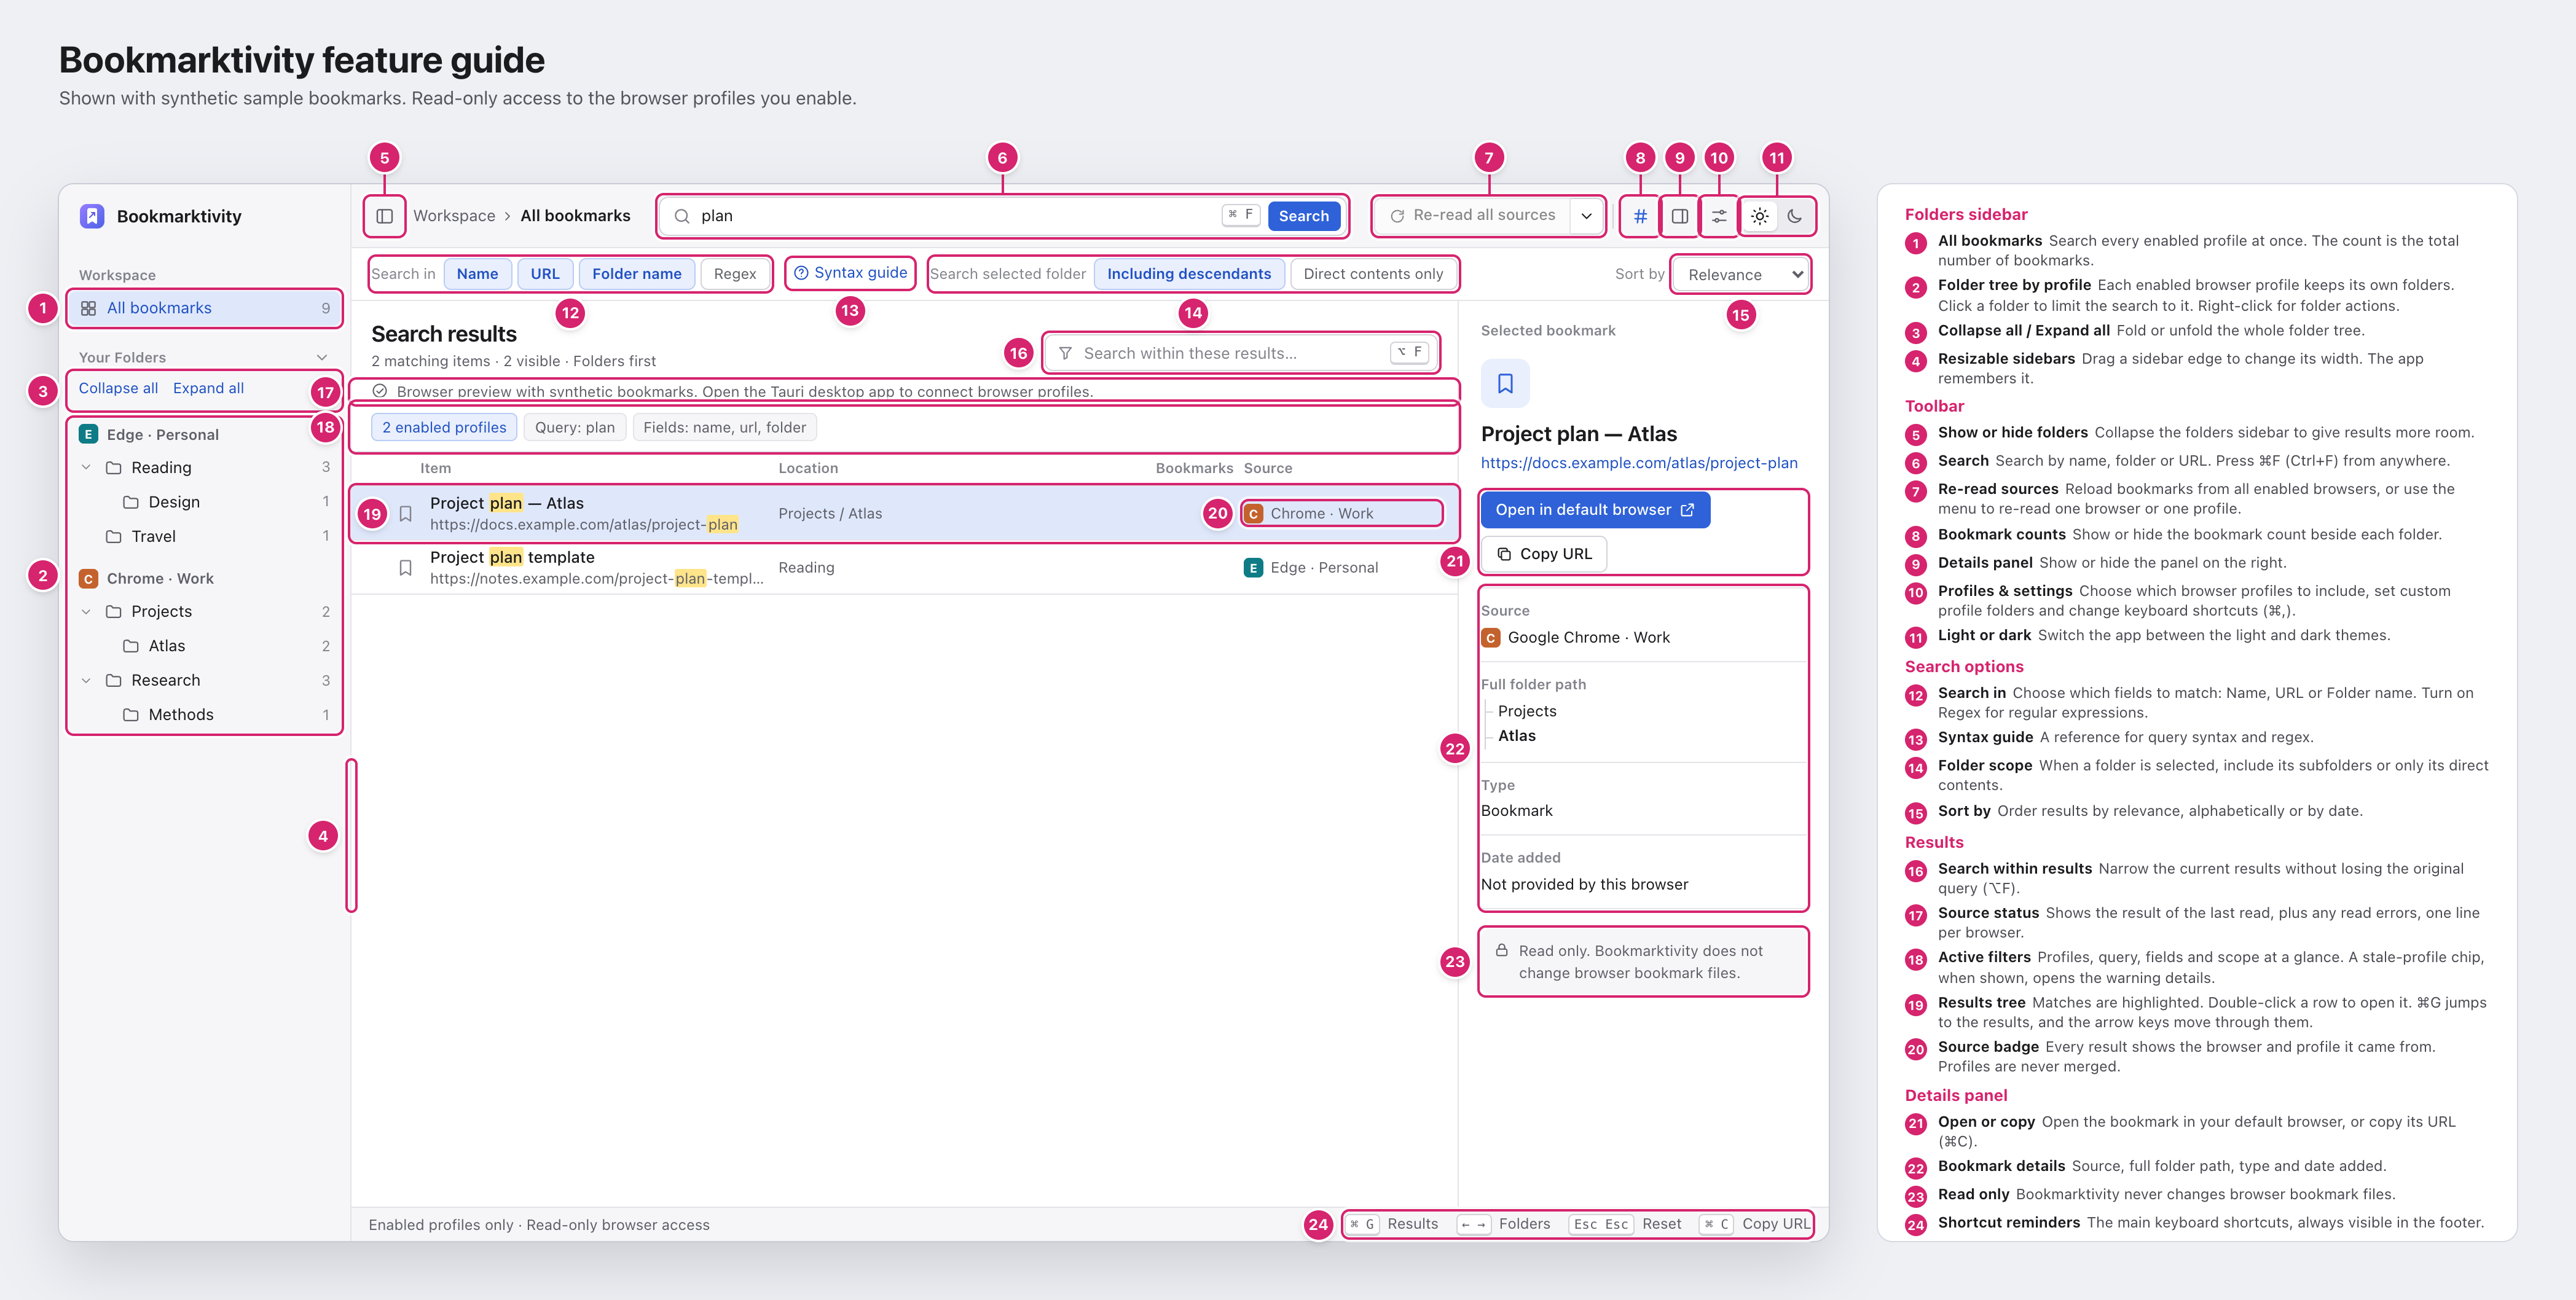 Bookmarktivity feature guide
Shown with synthetic sample bookmarks. Read-only access to the browser profiles you enable.
5
6
7
8
9
10
11
Bookmarktivity
Workspace › All bookmarks
plan
⌘ F
Search
Re-read all sources
#
Search in Name URL Folder name Regex
Syntax guide
Search selected folder Including descendants Direct contents only
Sort by Relevance
12
13
14
15
Workspace
1
All bookmarks 9
Your Folders
3
Collapse all Expand all
17
18
2
E Edge · Personal
Reading 3
Design 1
Travel 1
C Chrome · Work
Projects 2
Atlas 2
Research 3
Methods 1
4
Search results
2 matching items · 2 visible · Folders first
16
Search within these results...
⌥ F
Browser preview with synthetic bookmarks. Open the Tauri desktop app to connect browser profiles.
2 enabled profiles Query: plan Fields: name, url, folder
Item Location Bookmarks Source
19
Project plan — Atlas
https://docs.example.com/atlas/project-plan
Projects / Atlas
20
C Chrome · Work
Project plan template
https://notes.example.com/project-plan-templ...
Reading
E Edge · Personal
Selected bookmark
Project plan — Atlas
https://docs.example.com/atlas/project-plan
21
Open in default browser
Copy URL
22
Source
C Google Chrome · Work
Full folder path
Projects
Atlas
Type
Bookmark
Date added
Not provided by this browser
23
Read only. Bookmarktivity does not
change browser bookmark files.
Enabled profiles only · Read-only browser access
24
⌘ G Results ← → Folders Esc Esc Reset ⌘ C Copy URL
Folders sidebar
1 All bookmarks Search every enabled profile at once. The count is the total
number of bookmarks.
2 Folder tree by profile Each enabled browser profile keeps its own folders.
Click a folder to limit the search to it. Right-click for folder actions.
3 Collapse all / Expand all Fold or unfold the whole folder tree.
4 Resizable sidebars Drag a sidebar edge to change its width. The app
remembers it.
Toolbar
5 Show or hide folders Collapse the folders sidebar to give results more room.
6 Search Search by name, folder or URL. Press ⌘F (Ctrl+F) from anywhere.
7 Re-read sources Reload bookmarks from all enabled browsers, or use the
menu to re-read one browser or one profile.
8 Bookmark counts Show or hide the bookmark count beside each folder.
9 Details panel Show or hide the panel on the right.
10 Profiles & settings Choose which browser profiles to include, set custom
profile folders and change keyboard shortcuts (⌘,).
11 Light or dark Switch the app between the light and dark themes.
Search options
12 Search in Choose which fields to match: Name, URL or Folder name. Turn on
Regex for regular expressions.
13 Syntax guide A reference for query syntax and regex.
14 Folder scope When a folder is selected, include its subfolders or only its direct
contents.
15 Sort by Order results by relevance, alphabetically or by date.
Results
16 Search within results Narrow the current results without losing the original
query (⌥F).
17 Source status Shows the result of the last read, plus any read errors, one line
per browser.
18 Active filters Profiles, query, fields and scope at a glance. A stale-profile chip,
when shown, opens the warning details.
19 Results tree Matches are highlighted. Double-click a row to open it. ⌘G jumps
to the results, and the arrow keys move through them.
20 Source badge Every result shows the browser and profile it came from.
Profiles are never merged.
Details panel
21 Open or copy Open the bookmark in your default browser, or copy its URL
(⌘C).
22 Bookmark details Source, full folder path, type and date added.
23 Read only Bookmarktivity never changes browser bookmark files.
24 Shortcut reminders The main keyboard shortcuts, always visible in the footer.